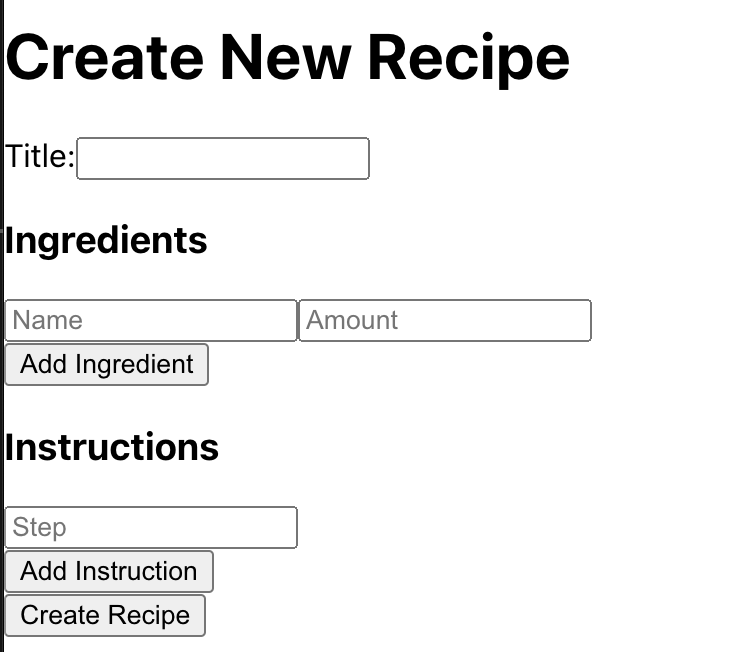 Create New Recipe
Title:
Ingredients
Name Amount
Add Ingredient
Instructions
Step
Add Instruction
Create Recipe